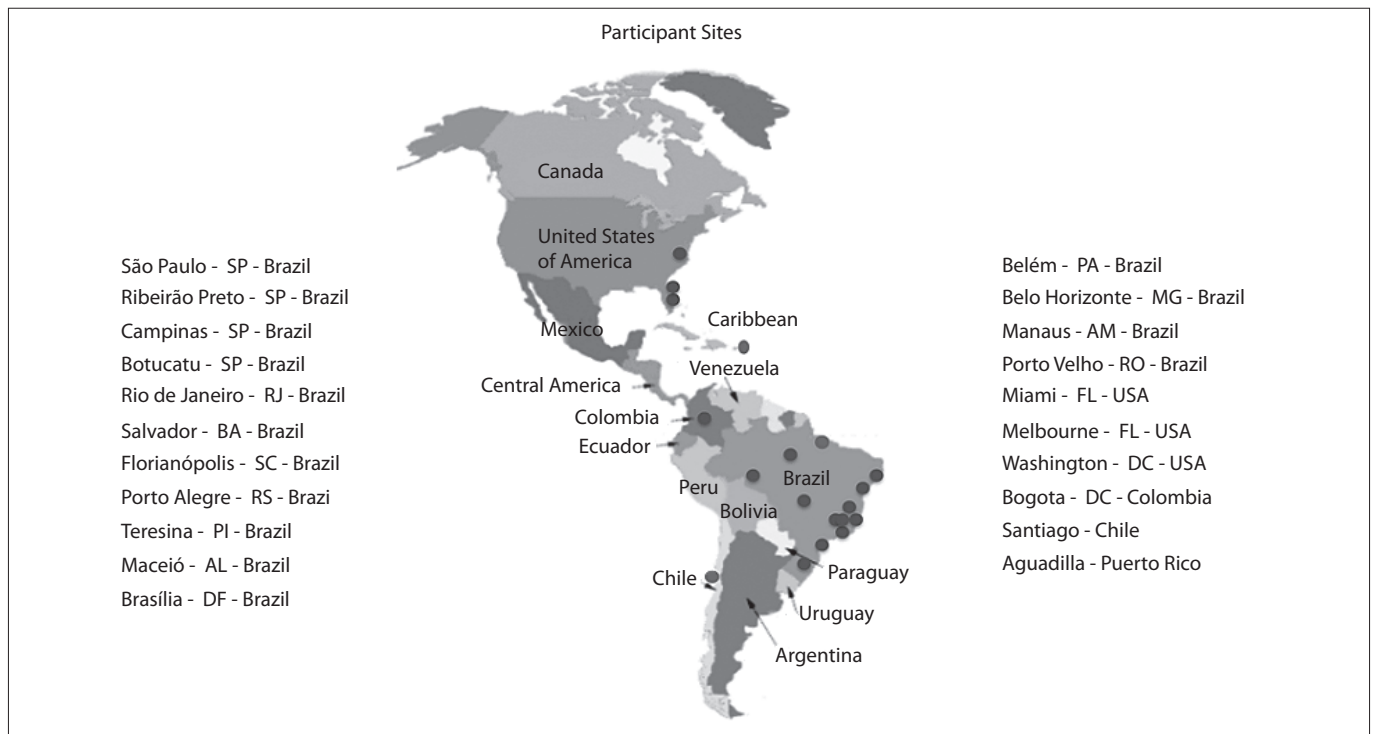 Participant Sites
Canada
United States
of America
Mexico
Caribbean
Venezuela
Central America
Colombia
Ecuador
Peru
Brazil
Bolivia
Chile
Paraguay
Uruguay
Argentina
São Paulo - SP - Brazil
Ribeirão Preto - SP - Brazil
Campinas - SP - Brazil
Botucatu - SP - Brazil
Rio de Janeiro - RJ - Brazil
Salvador - BA - Brazil
Florianópolis - SC - Brazil
Porto Alegre - RS - Brazi
Teresina - PI - Brazil
Maceió - AL - Brazil
Brasília - DF - Brazil
Belém - PA - Brazil
Belo Horizonte - MG - Brazil
Manaus - AM - Brazil
Porto Velho - RO - Brazil
Miami - FL - USA
Melbourne - FL - USA
Washington - DC - USA
Bogota - DC - Colombia
Santiago - Chile
Aguadilla - Puerto Rico